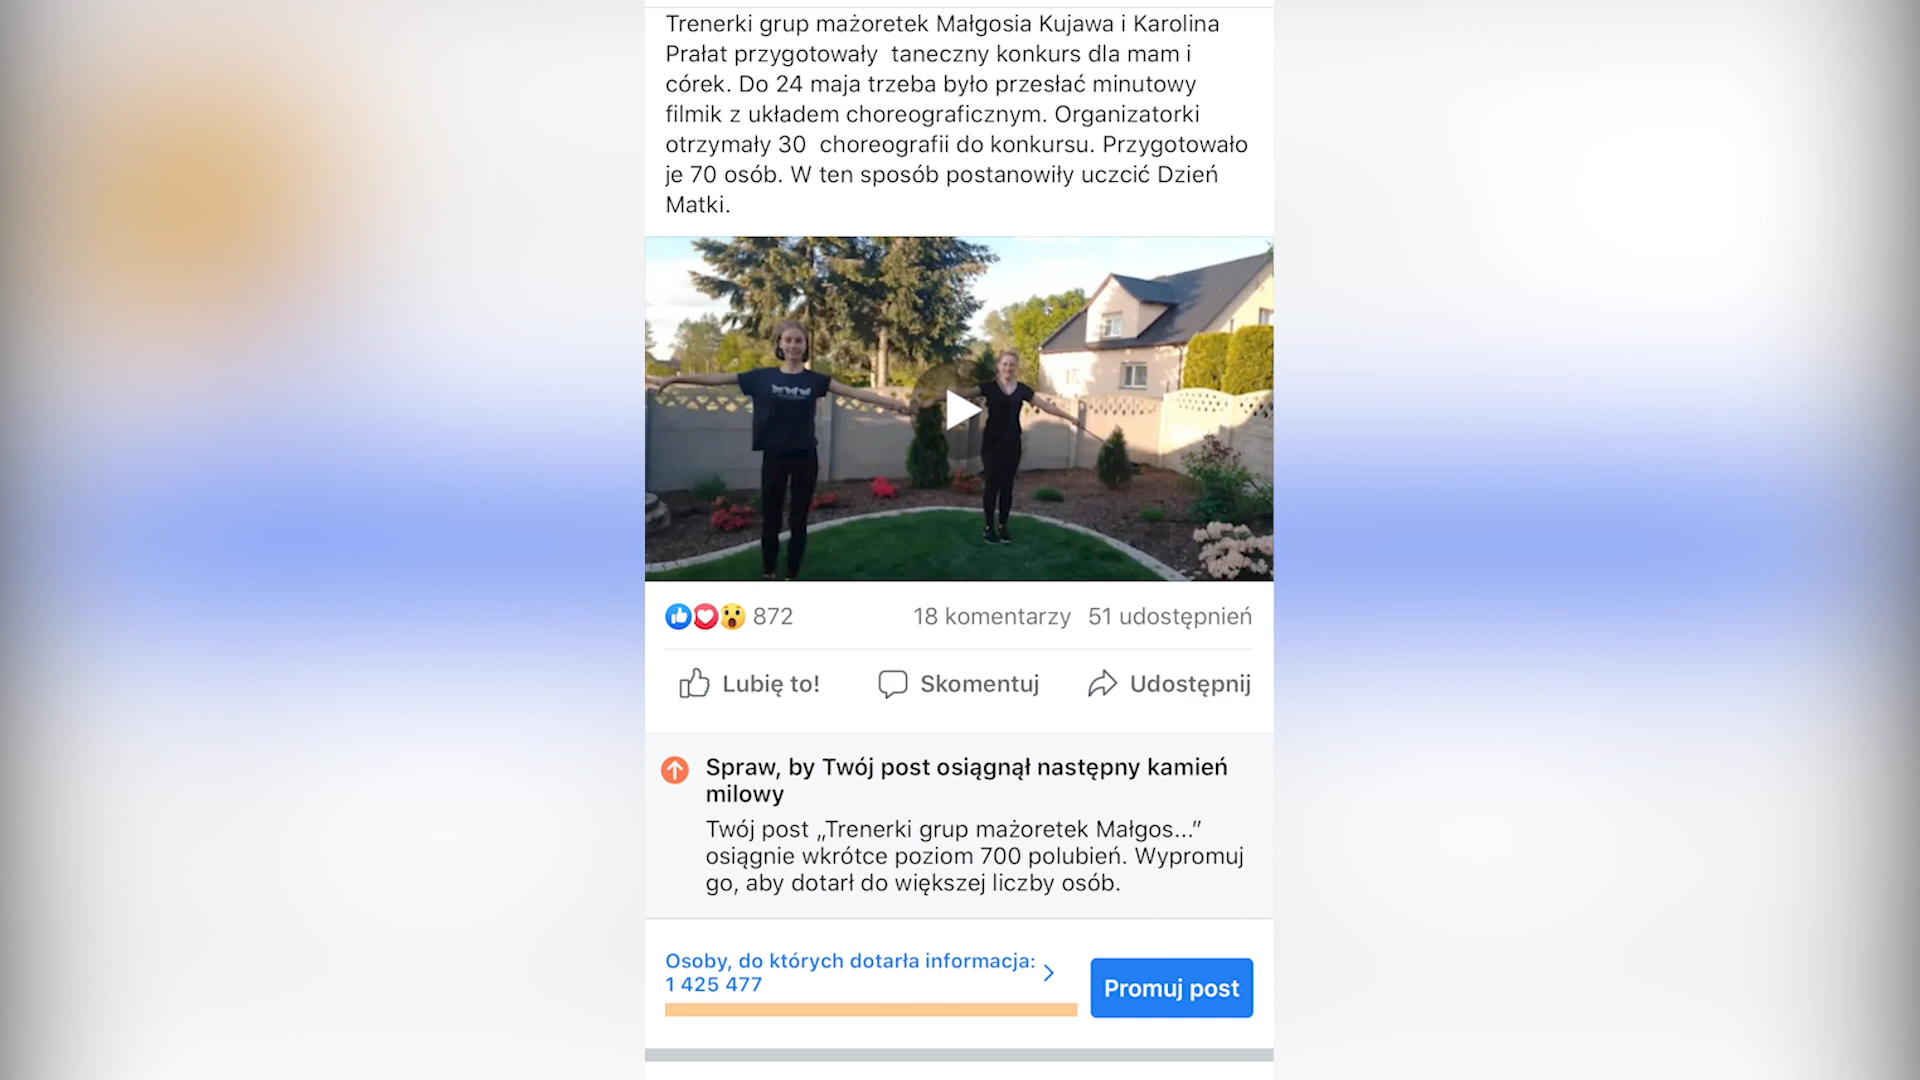 Trenerki grup mażoretek Małgosia Kujawa i Karolina
Prałat przygotowały  taneczny konkurs dla mam i
córek. Do 24 maja trzeba było przesłać minutowy
filmik z układem choreograficznym. Organizatorki
otrzymały 30  choreografii do konkursu. Przygotowało
je 70 osób. W ten sposób postanowiły uczcić Dzień
Matki.
872 18 komentarzy 51 udostępnień
Lubię to! Skomentuj Udostępnij
Spraw, by Twój post osiągnął następny kamień
milowy
Twój post „Trenerki grup mażoretek Małgos...”
osiągnie wkrótce poziom 700 polubień. Wypromuj
go, aby dotarł do większej liczby osób.
Osoby, do których dotarła informacja:
1 425 477
Promuj post